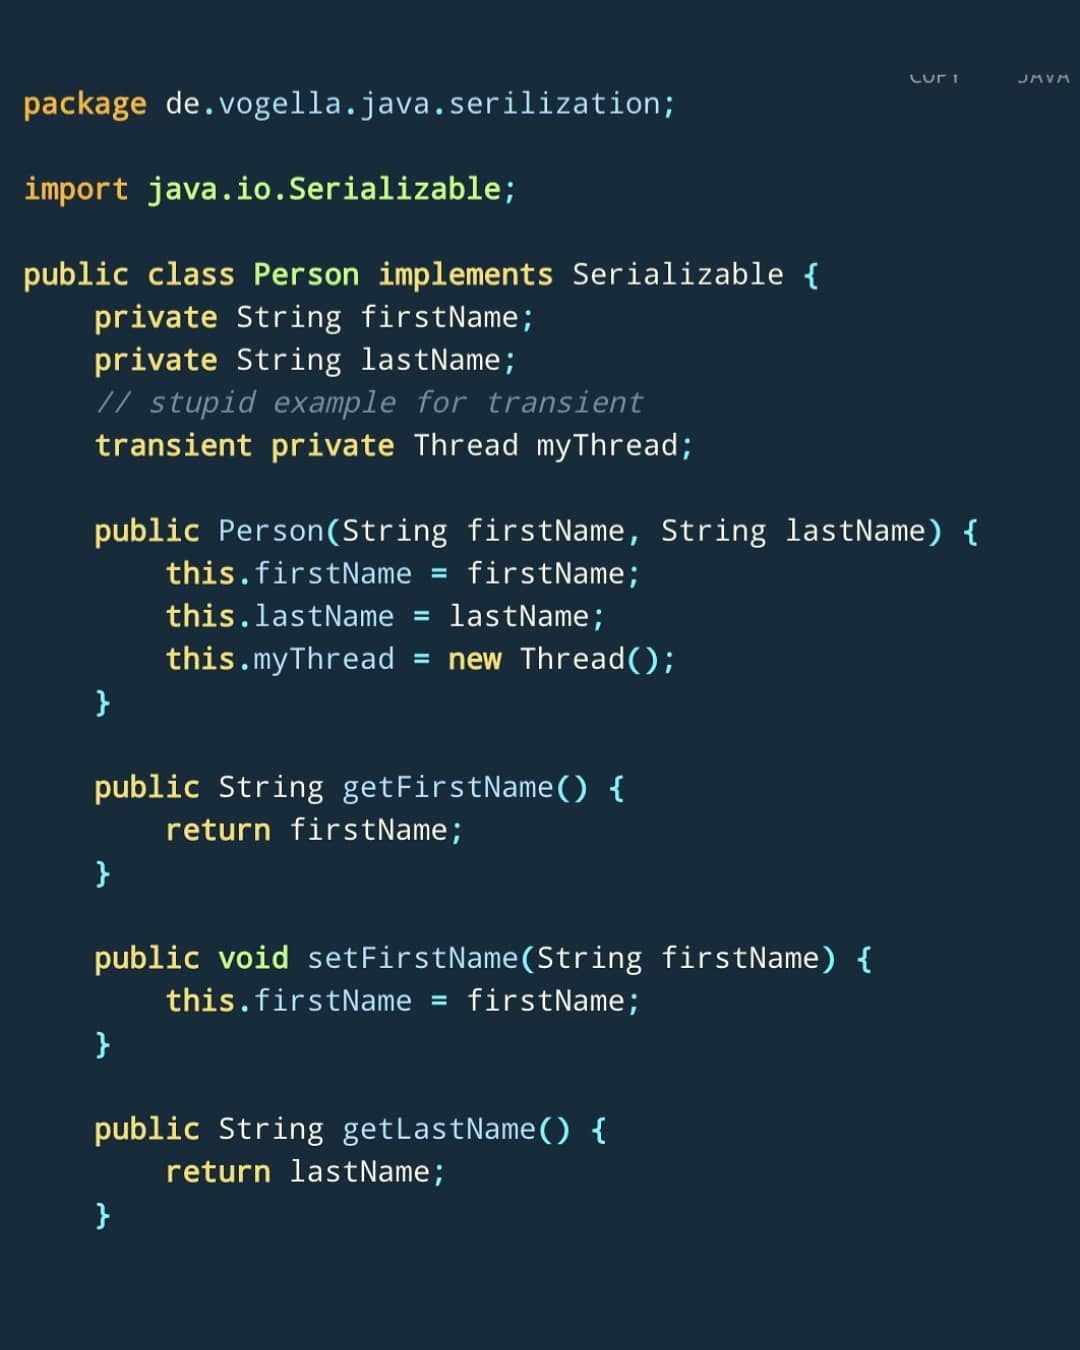 COPY JAVA
package de.vogella.java.serilization;
import java.io.Serializable;
public class Person implements Serializable {
private String firstName;
private String lastName;
// stupid example for transient
transient private Thread myThread;
public Person(String firstName, String lastName) {
this.firstName = firstName;
this.lastName = lastName;
this.myThread = new Thread();
}
public String getFirstName() {
return firstName;
}
public void setFirstName(String firstName) {
this.firstName = firstName;
}
public String getLastName() {
return lastName;
}